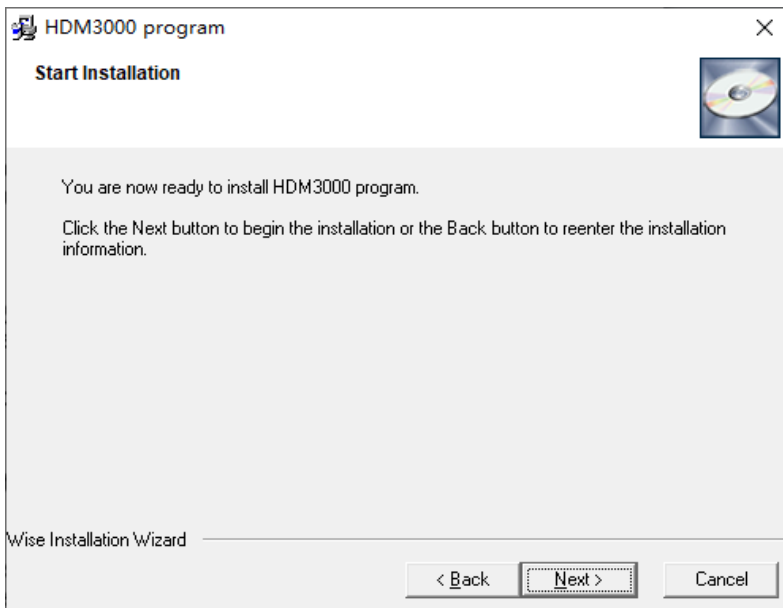 HDM3000 program
Start Installation
You are now ready to install HDM3000 program.
Click the Next button to begin the installation or the Back button to reenter the installation
information.
Wise Installation Wizard
< Back
Next >
Cancel